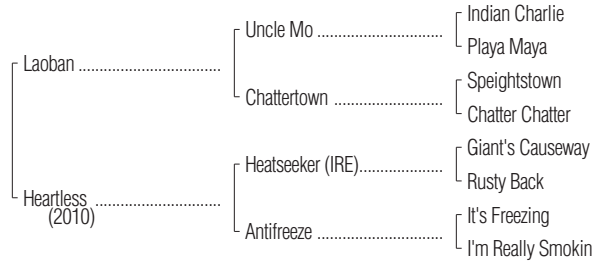 Indian Charlie
Uncle Mo ..................................
Playa Maya
Laoban ......................................
Speightstown
Chattertown .............................
Chatter Chatter
Giant's Causeway
Heatseeker (IRE)......................
Rusty Back
Heartless ..................................
(2010)
It's Freezing
Antifreeze .................................
I'm Really Smokin